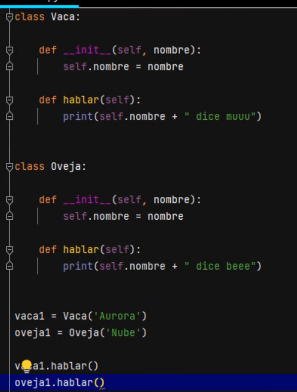 class Vaca:
def __init__(self, nombre):
self.nombre = nombre
def hablar(self):
print(self.nombre + " dice muuu")
class Oveja:
def __init__(self, nombre):
self.nombre = nombre
def hablar(self):
print(self.nombre + " dice beee")
vaca1 = Vaca('Aurora')
oveja1 = Oveja('Nube')
vaca1.hablar()
oveja1.hablar()